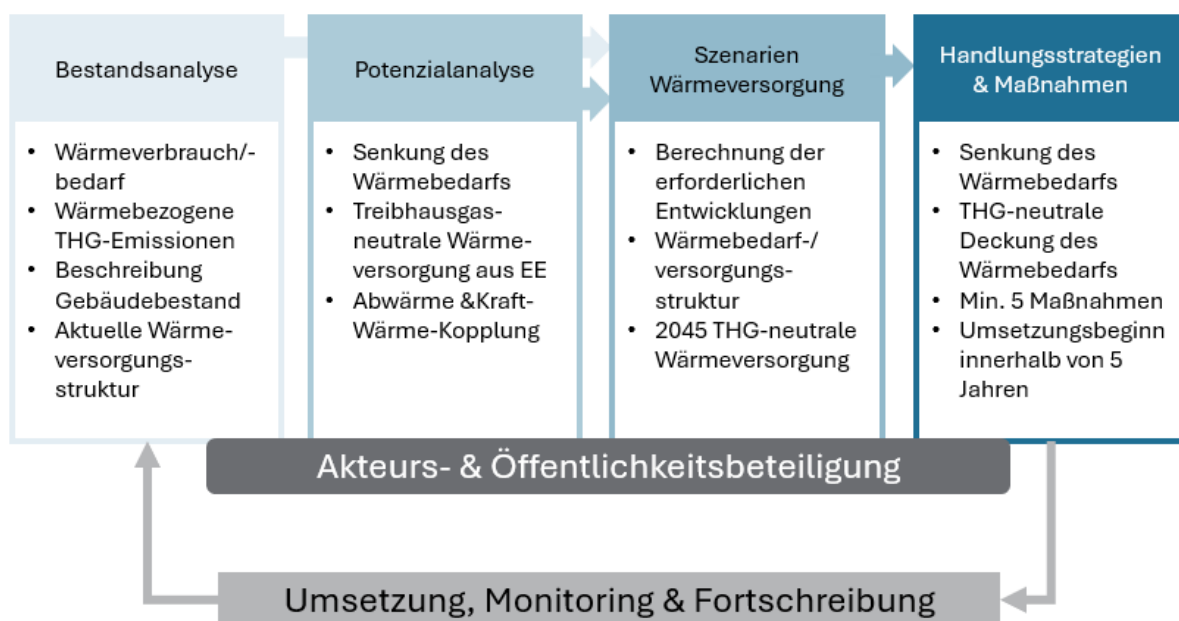 Bestandsanalyse
• Wärmeverbrauch/-
bedarf
• Wärmebezogene
THG-Emissionen
• Beschreibung
Gebäudebestand
• Aktuelle Wärme-
versorgungs-
struktur
Potenzialanalyse
• Senkung des
Wärmebedarfs
• Treibhausgas-
neutrale Wärme-
versorgung aus EE
• Abwärme &Kraft-
Wärme-Kopplung
Szenarien
Wärmeversorgung
• Berechnung der
erforderlichen
Entwicklungen
• Wärmebedarf-/
versorgungs-
struktur
• 2045 THG-neutrale
Wärmeversorgung
Handlungsstrategien
& Maßnahmen
• Senkung des
Wärmebedarfs
• THG-neutrale
Deckung des
Wärmebedarfs
• Min. 5 Maßnahmen
• Umsetzungsbeginn
innerhalb von 5
Jahren
Akteurs- & Öffentlichkeitsbeteiligung
Umsetzung, Monitoring & Fortschreibung